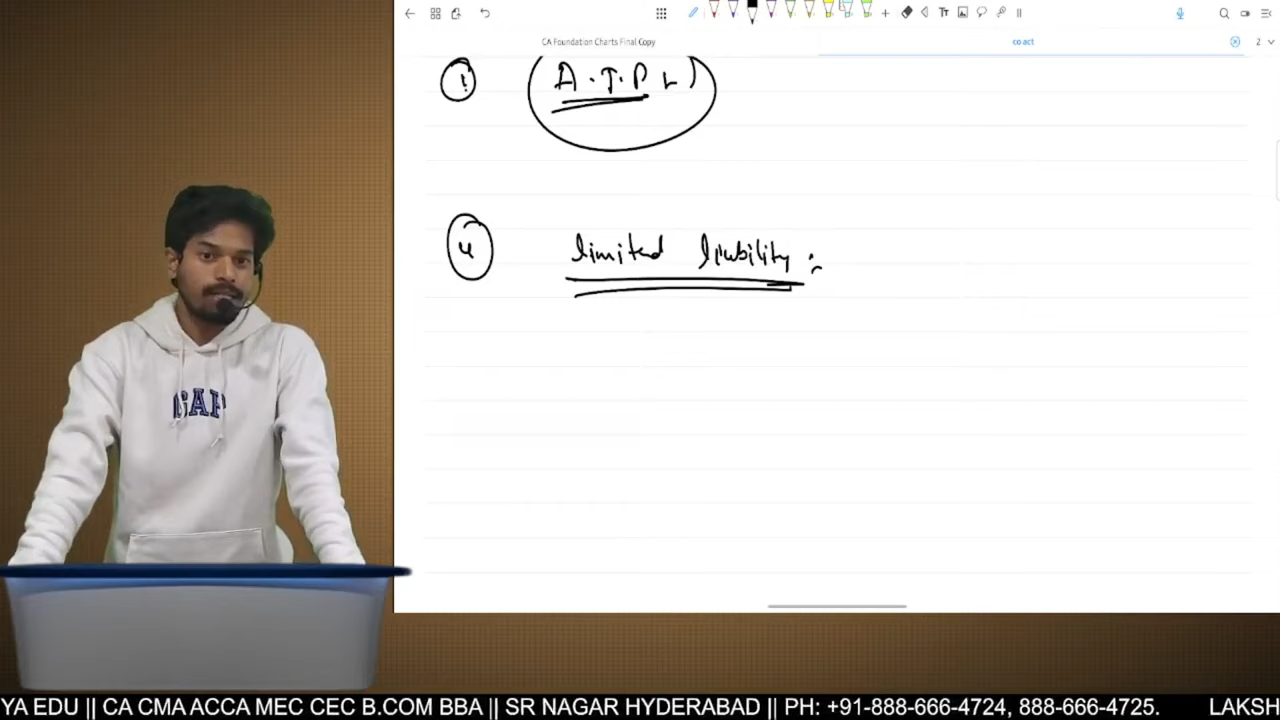 CA Foundation Charts Final Copy
co act
2
A.T.P
4
limited liability :-
GAP
YA EDU || CA CMA ACCA MEC CEC B.COM BBA || SR NAGAR HYDERABAD || PH: +91-888-666-4724, 888-666-4725. LAKSH